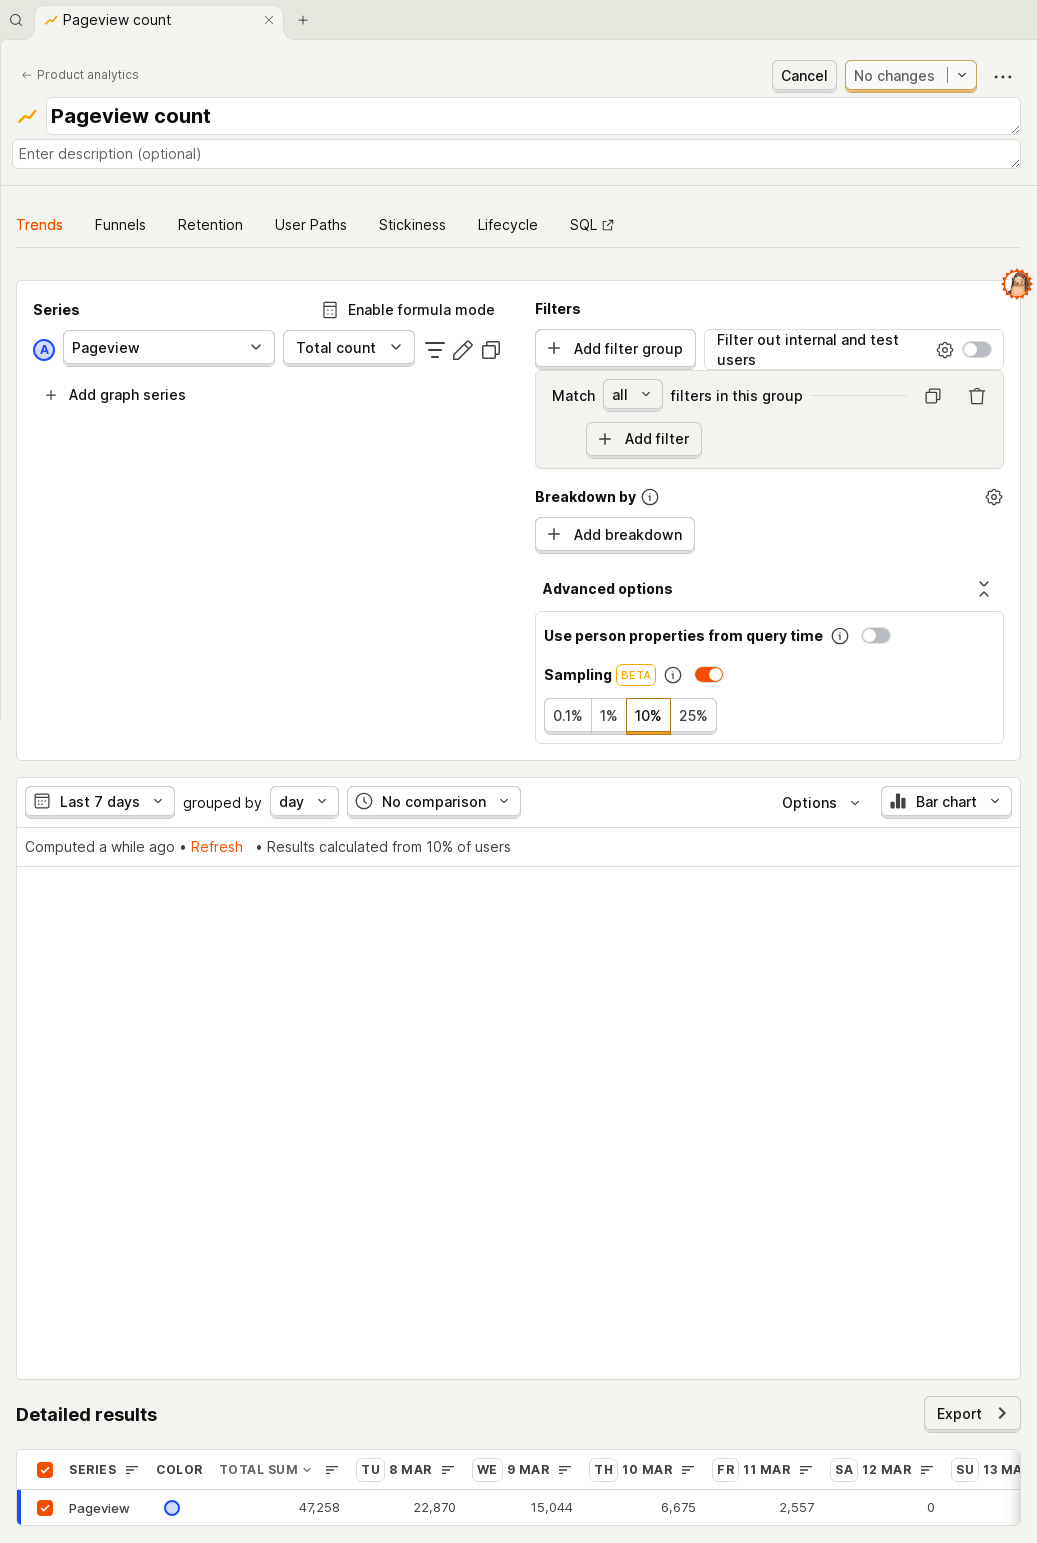 Pageview count
Product analytics
Cancel
No changes
Pageview count
Enter description (optional)
Trends Funnels Retention User Paths Stickiness Lifecycle SQL
Series
Enable formula mode
A Pageview Total count
Add graph series
Filters
Add filter group
Filter out internal and test
users
Match all filters in this group
Add filter
Breakdown by
Add breakdown
Advanced options
Use person properties from query time
Sampling BETA
0.1% 1% 10% 25%
Last 7 days grouped by day No comparison Options Bar chart
Computed a while ago • Refresh • Results calculated from 10% of users
Detailed results
Export
SERIES COLOR TOTAL SUM TU 8 MAR WE 9 MAR TH 10 MAR FR 11 MAR SA 12 MAR SU 13 MA
Pageview 47,258 22,870 15,044 6,675 2,557 0